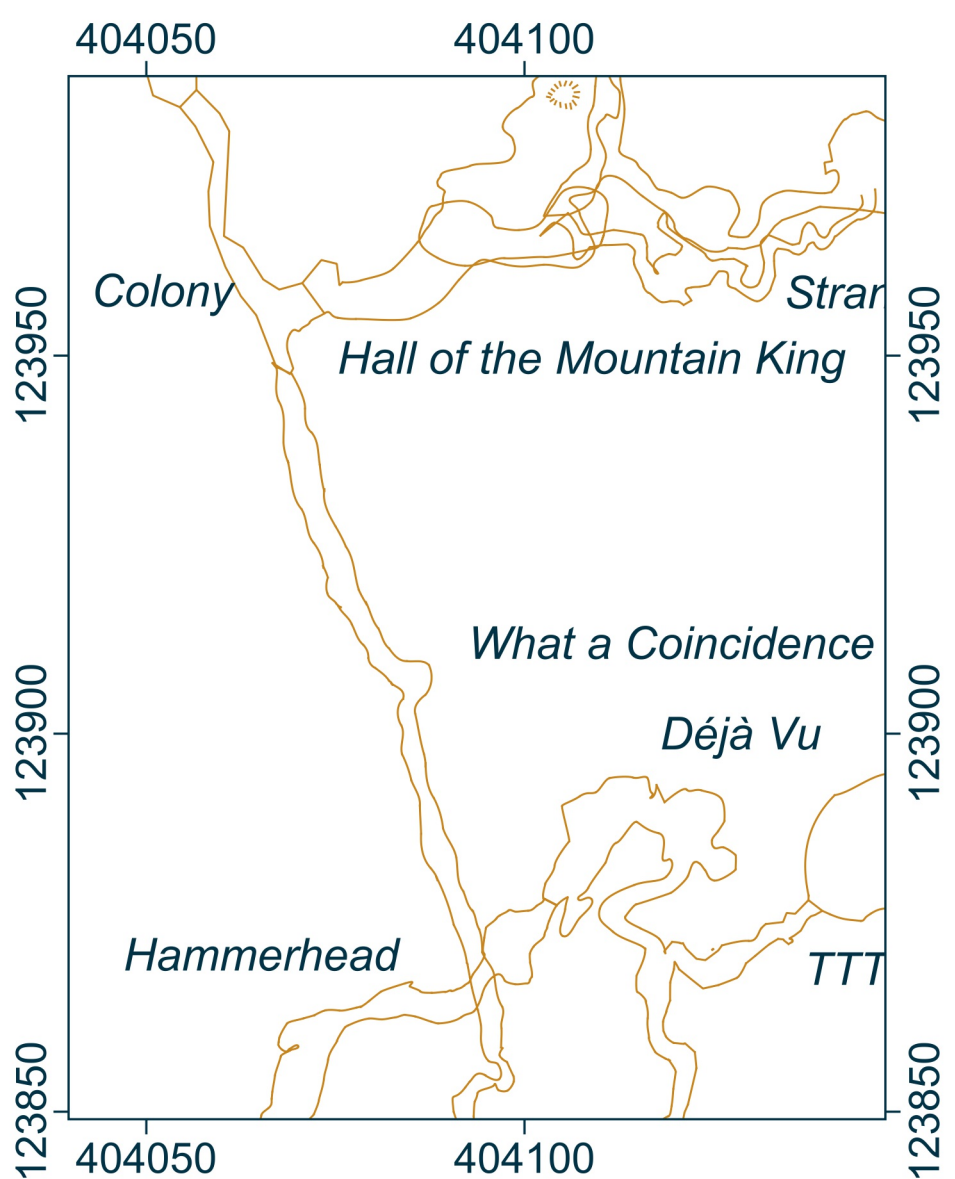 404050 404100
Colony
Stran
123950
123950
Hall of the Mountain King
What a Coincidence
123900
123900
Déjà Vu
Hammerhead
TTT
123850
123850
404050 404100